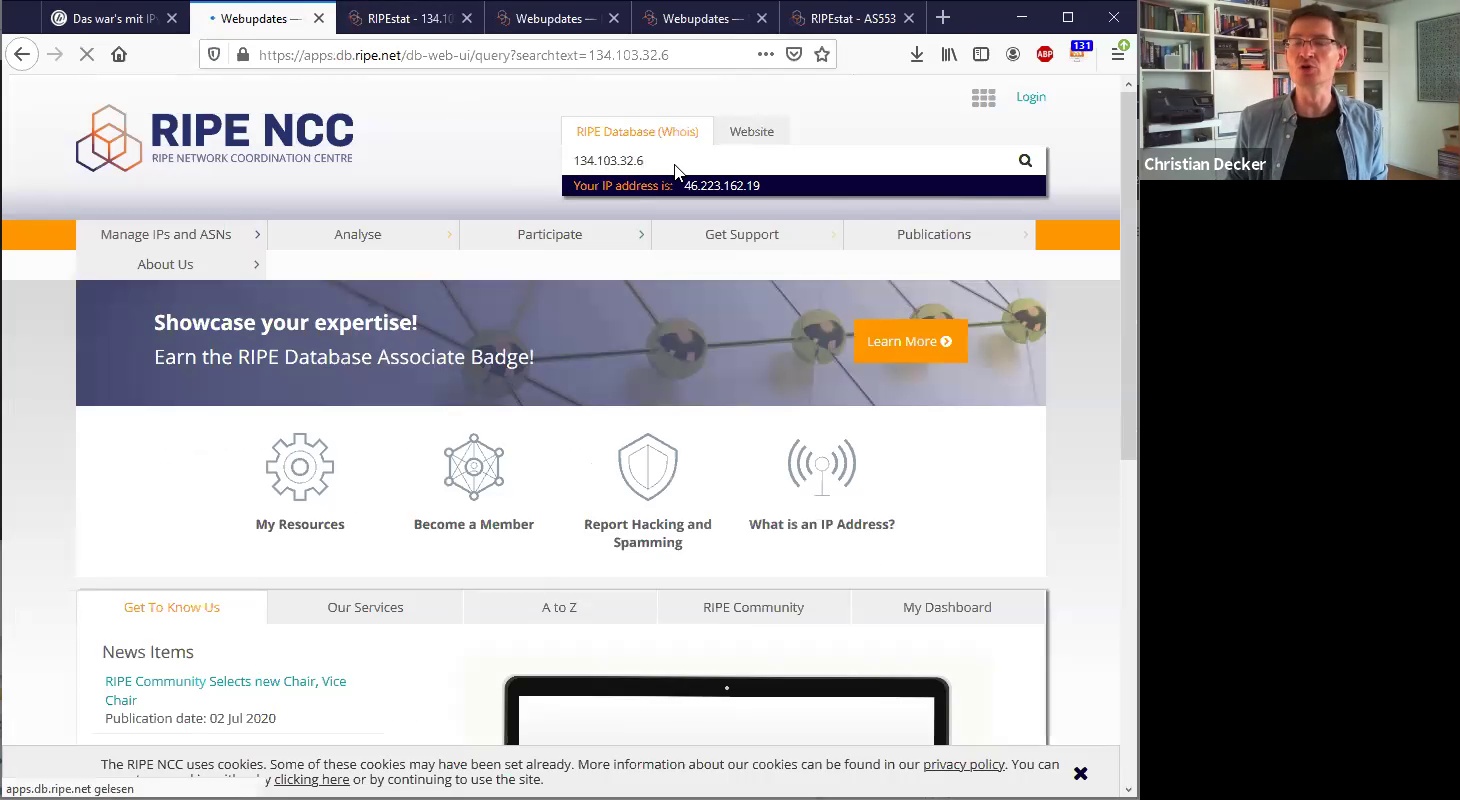 Das war's mit IP
Webupdates —
RIPEstat - 134.10
Webupdates —
Webupdates —
RIPEstat - AS553
https://apps.db.ripe.net/db-web-ui/query?searchtext=134.103.32.6
ABP
131
Christian Decker
Login
RIPE NCC
RIPE NETWORK COORDINATION CENTRE
RIPE Database (Whois)
Website
134.103.32.6
Your IP address is: 46.223.162.19
Manage IPs and ASNs
Analyse
Participate
Get Support
Publications
About Us
Showcase your expertise!
Earn the RIPE Database Associate Badge!
Learn More
My Resources
Become a Member
Report Hacking and
Spamming
What is an IP Address?
Get To Know Us
Our Services
A to Z
RIPE Community
My Dashboard
News Items
RIPE Community Selects new Chair, Vice
Chair
Publication date: 02 Jul 2020
The RIPE NCC uses cookies. Some of these cookies may have been set already. More information about our cookies can be found in our privacy policy. You can
clicking here or by continuing to use the site.
apps.db.ripe.net gelesen